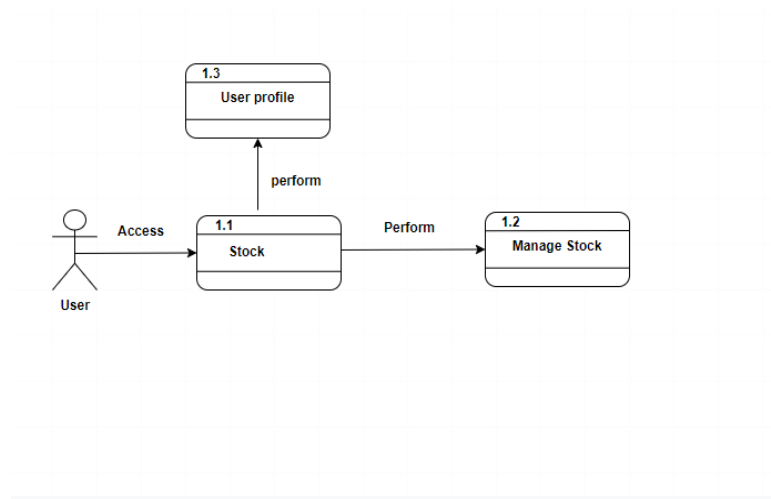 1.3
User profile
perform
Access
1.1
Stock
Perform
1.2
Manage Stock
User